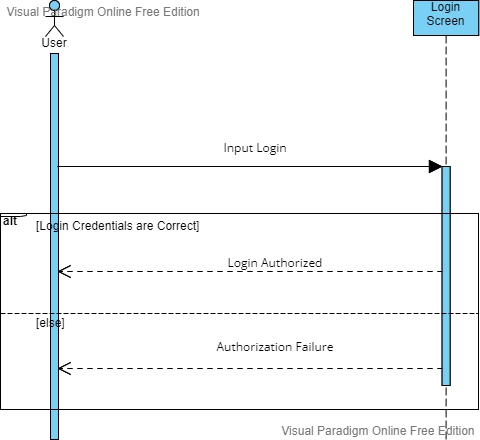 Visual Paradigm Online Free Edition
Login
Screen
User
Input Login
alt
[Login Credentials are Correct]
Login Authorized
[else]
Authorization Failure
Visual Paradigm Online Free Edition